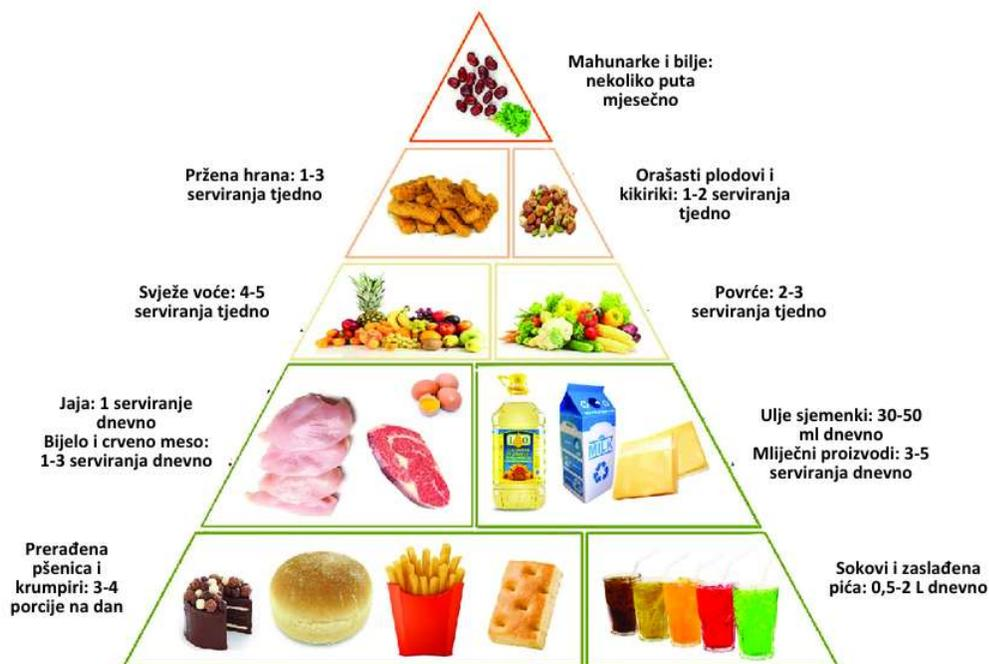 Mahunarke i bilje:
nekoliko puta
mjesečno
Pržena hrana: 1-3
serviranja tjedno
Orašasti plodovi i
kikiriki: 1-2 serviranja
tjedno
Svježe voće: 4-5
serviranja tjedno
Povrće: 2-3
serviranja tjedno
Jaja: 1 serviranje
dnevno
Bijelo i crveno meso:
1-3 serviranja dnevno
Ulje sjemenki: 30-50
ml dnevno
Mliječni proizvodi: 3-5
serviranja dnevno
MILK
Prerađena
pšenica i
krumpiri: 3-4
porcije na dan
Sokovi i zaslađena
pića: 0,5-2 L dnevno